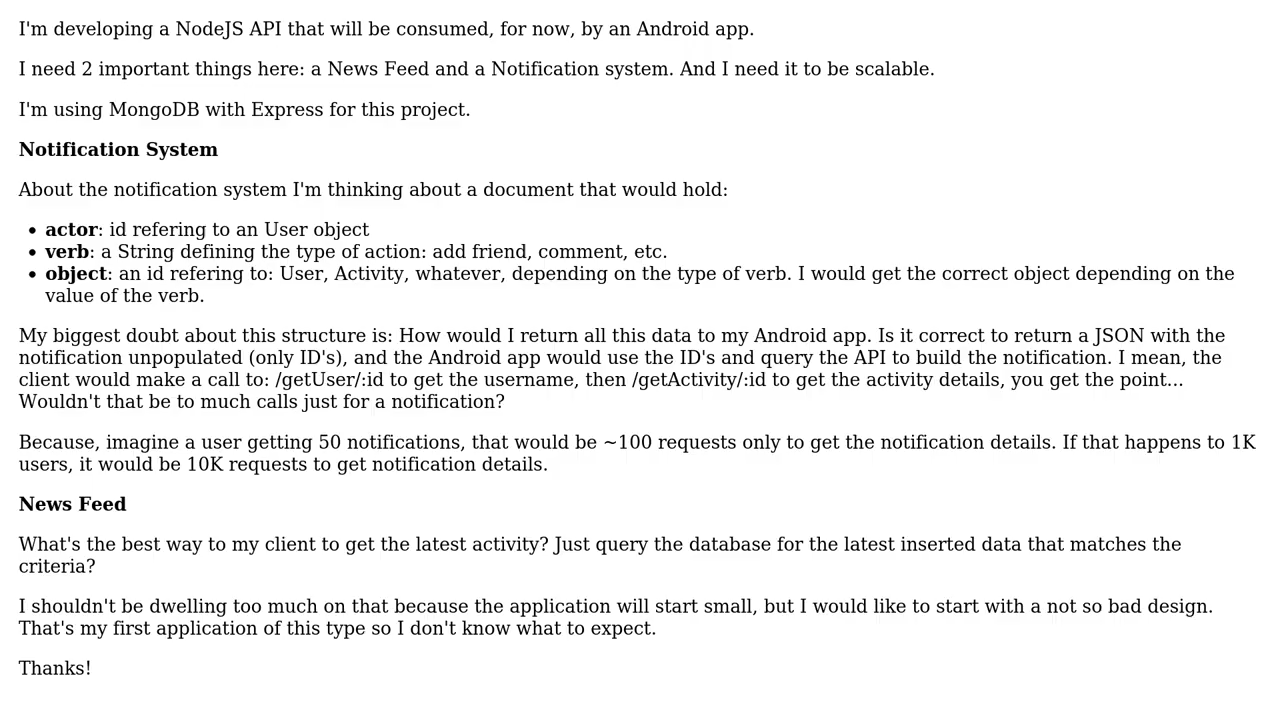 I'm developing a NodeJS API that will be consumed, for now, by an Android app.
I need 2 important things here: a News Feed and a Notification system. And I need it to be scalable.
I'm using MongoDB with Express for this project.
Notification System
About the notification system I'm thinking about a document that would hold:
• actor: id refering to an User object
• verb: a String defining the type of action: add friend, comment, etc.
• object: an id refering to: User, Activity, whatever, depending on the type of verb. I would get the correct object depending on the
value of the verb.
My biggest doubt about this structure is: How would I return all this data to my Android app. Is it correct to return a JSON with the
notification unpopulated (only ID's), and the Android app would use the ID's and query the API to build the notification. I mean, the
client would make a call to: /getUser/:id to get the username, then /getActivity/:id to get the activity details, you get the point...
Wouldn't that be to much calls just for a notification?
Because, imagine a user getting 50 notifications, that would be ~100 requests only to get the notification details. If that happens to 1K
users, it would be 10K requests to get notification details.
News Feed
What's the best way to my client to get the latest activity? Just query the database for the latest inserted data that matches the
criteria?
I shouldn't be dwelling too much on that because the application will start small, but I would like to start with a not so bad design.
That's my first application of this type so I don't know what to expect.
Thanks!